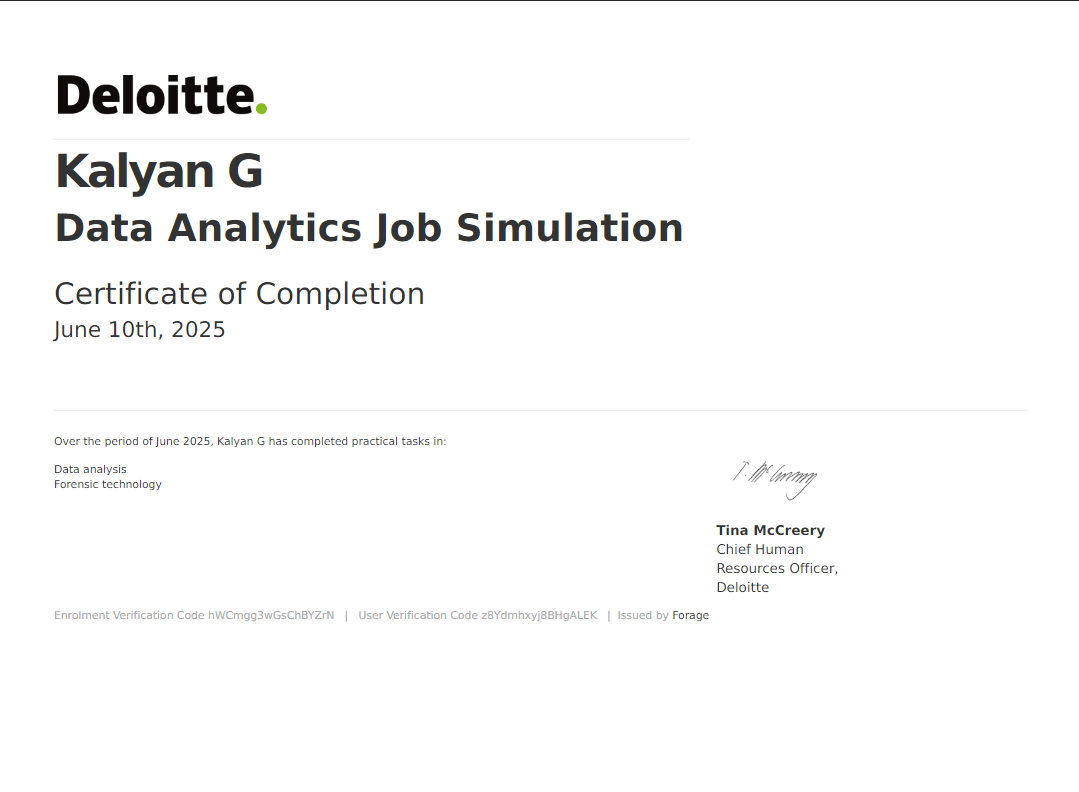 Deloitte.
Kalyan G
Data Analytics Job Simulation
Certificate of Completion
June 10th, 2025
Over the period of June 2025, Kalyan G has completed practical tasks in:
Data analysis
Forensic technology
T. McCreery
Tina McCreery
Chief Human
Resources Officer,
Deloitte
Enrolment Verification Code hWCmgg3wGsChBYZrN | User Verification Code z8Ydmhxyj8BHgALEK | Issued by Forage